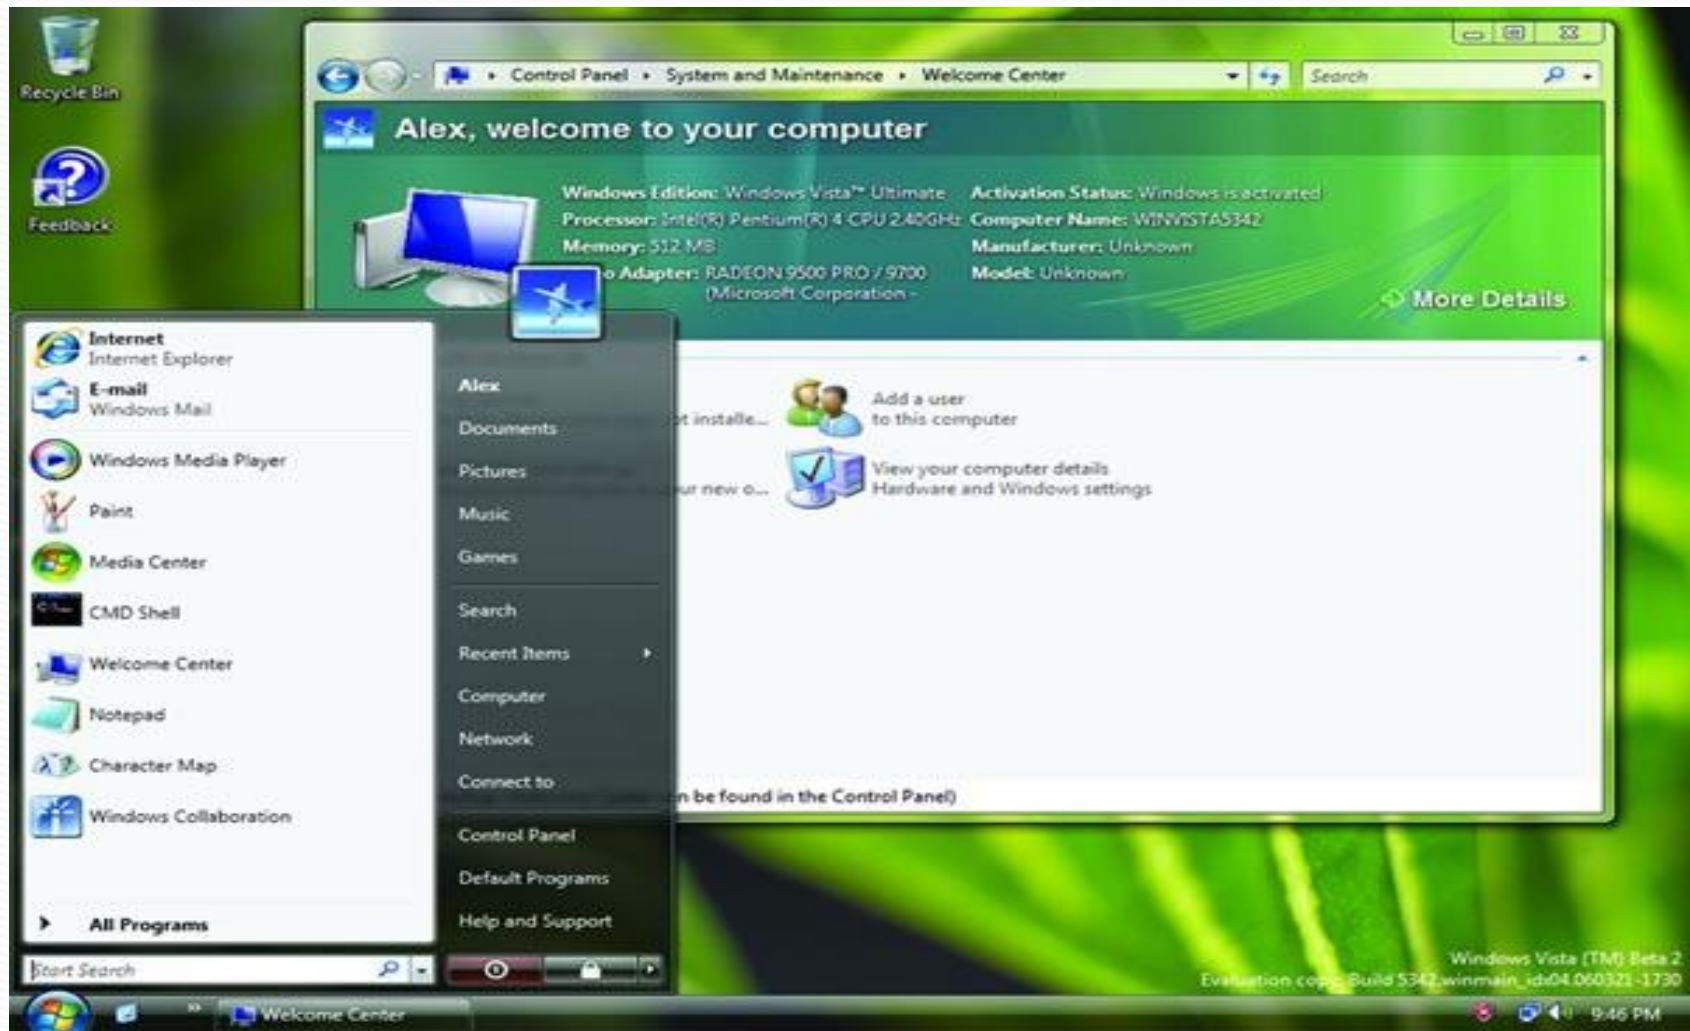 Recycle Bin
Feedback
Control Panel
System and Maintenance
Welcome Center
Search
Alex, welcome to your computer
Windows Edition: Windows Vista™ Ultimate
Processor: Intel(R) Pentium(R) 4 CPU 2.40GHz
Memory: 512 MB
o Adapter: RADEON 9500 PRO / 9700
(Microsoft Corporation -
Activation Status: Windows is activated
Computer Name: WINVISTA5342
Manufacturer: Unknown
Model: Unknown
More Details
t installe...
Add a user
to this computer
ur new o...
View your computer details
Hardware and Windows settings
n be found in the Control Panel)
Internet
Internet Explorer
E-mail
Windows Mail
Windows Media Player
Paint
Media Center
CMD Shell
Welcome Center
Notepad
Character Map
Windows Collaboration
All Programs
Start Search
Alex
Documents
Pictures
Music
Games
Search
Recent Items
Computer
Network
Connect to
Control Panel
Default Programs
Help and Support
Windows Vista (TM) Beta 2
Evaluation copy. Build 5342.winmain_idx04.060321-1730
Welcome Center
9:46 PM